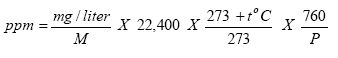 ppm = mg / liter / M X 22,400 X 273 + t° C / 273 X 760 / P